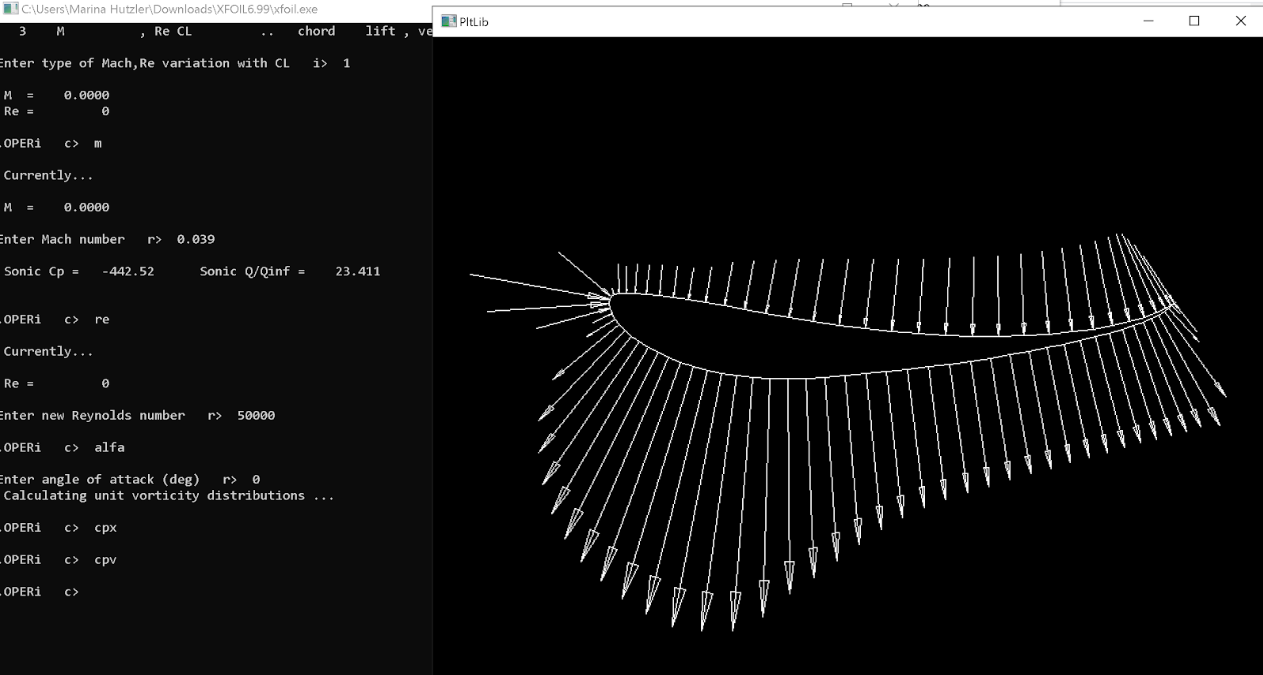 C:\Users\Marina Hutzler\Downloads\XFOIL6.99\xfoil.exe
PltLib
3 M , Re CL .. chord lift , ve
Enter type of Mach,Re variation with CL i> 1
M = 0.0000
Re = 0
.OPERi c> m
Currently...
M = 0.0000
Enter Mach number r> 0.039
Sonic Cp = -442.52 Sonic Q/Qinf = 23.411
.OPERi c> re
Currently...
Re = 0
Enter new Reynolds number r> 50000
.OPERi c> alfa
Enter angle of attack (deg) r> 0
Calculating unit vorticity distributions ...
.OPERi c> cpx
.OPERi c> cpv
.OPERi c>